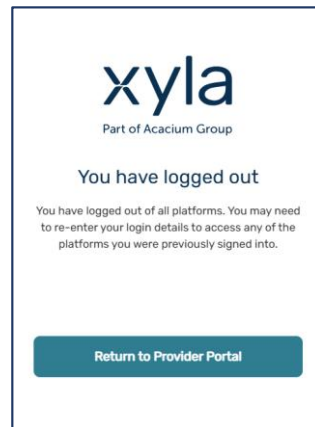 xyla
Part of Acacium Group
You have logged out
You have logged out of all platforms. You may need
to re-enter your login details to access any of the
platforms you were previously signed into.
Return to Provider Portal